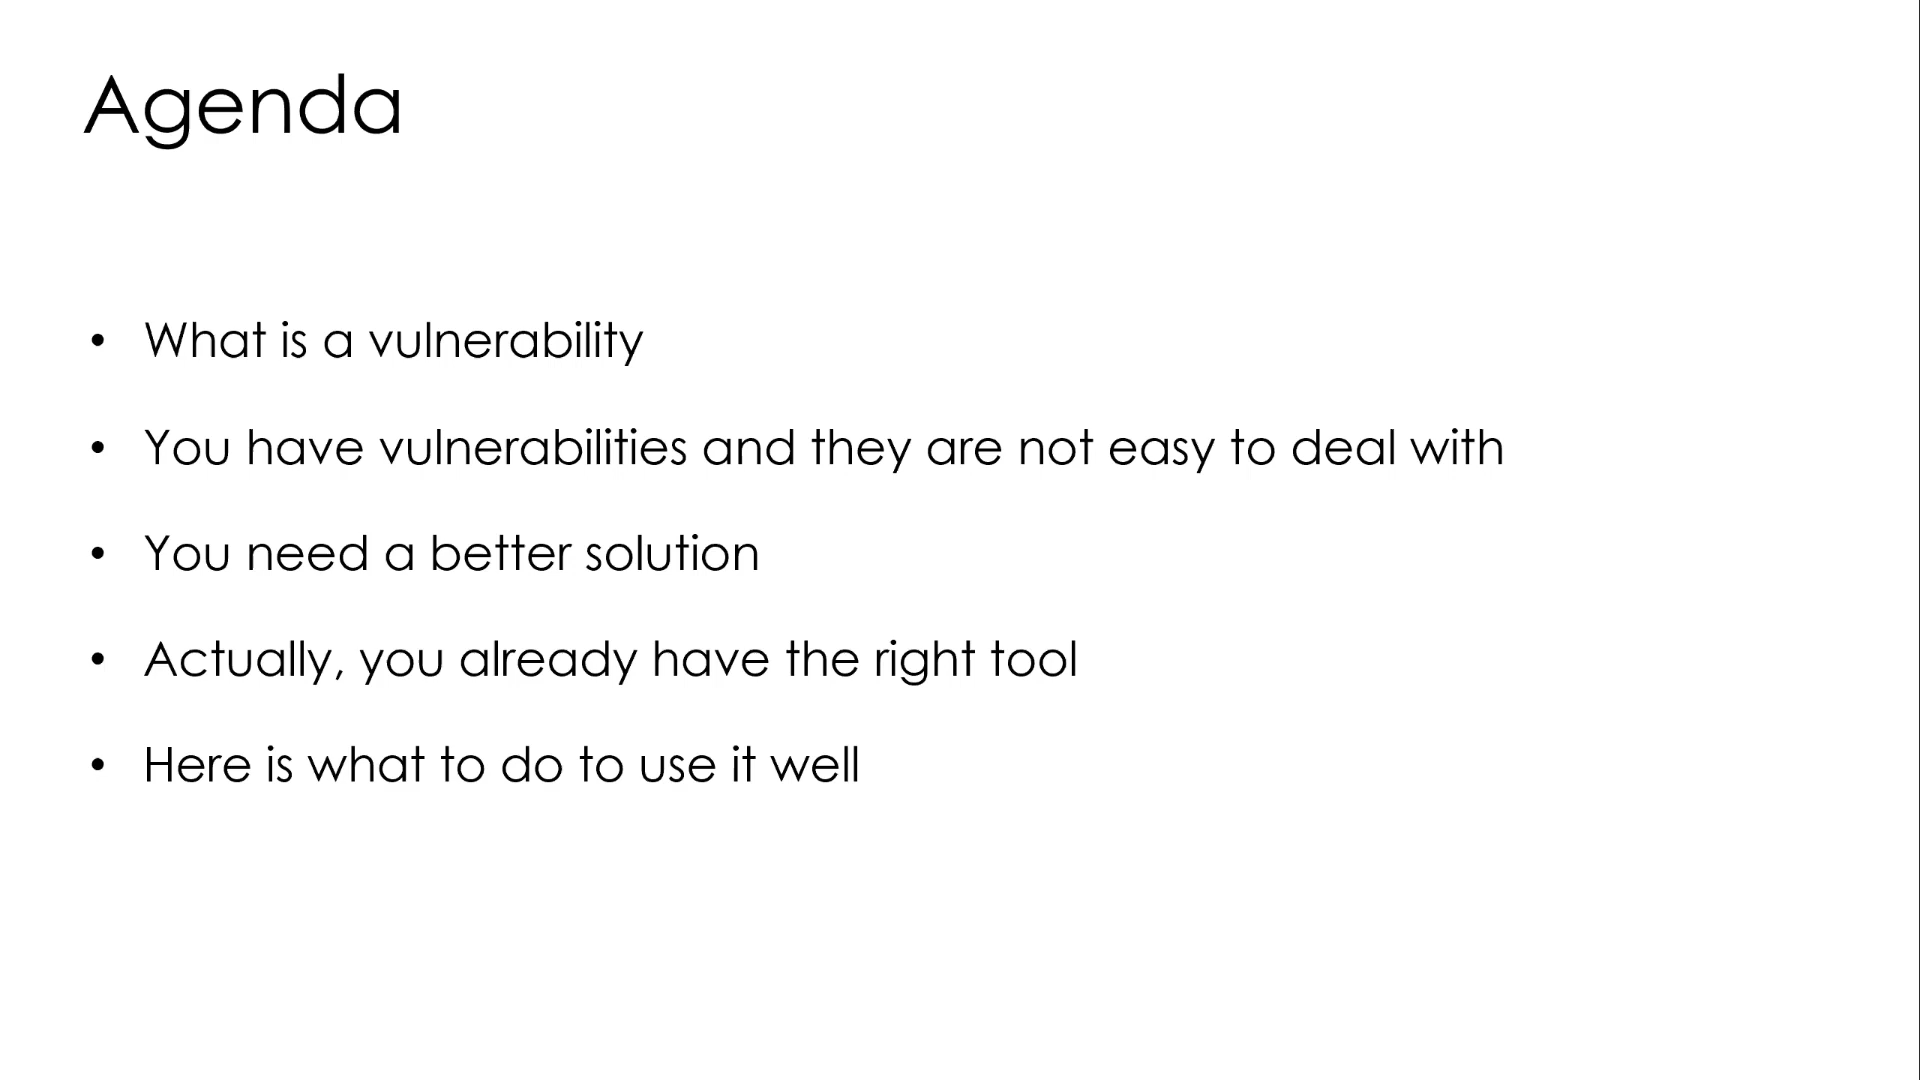 Agenda
• What is a vulnerability
• You have vulnerabilities and they are not easy to deal with
• You need a better solution
• Actually, you already have the right tool
• Here is what to do to use it well